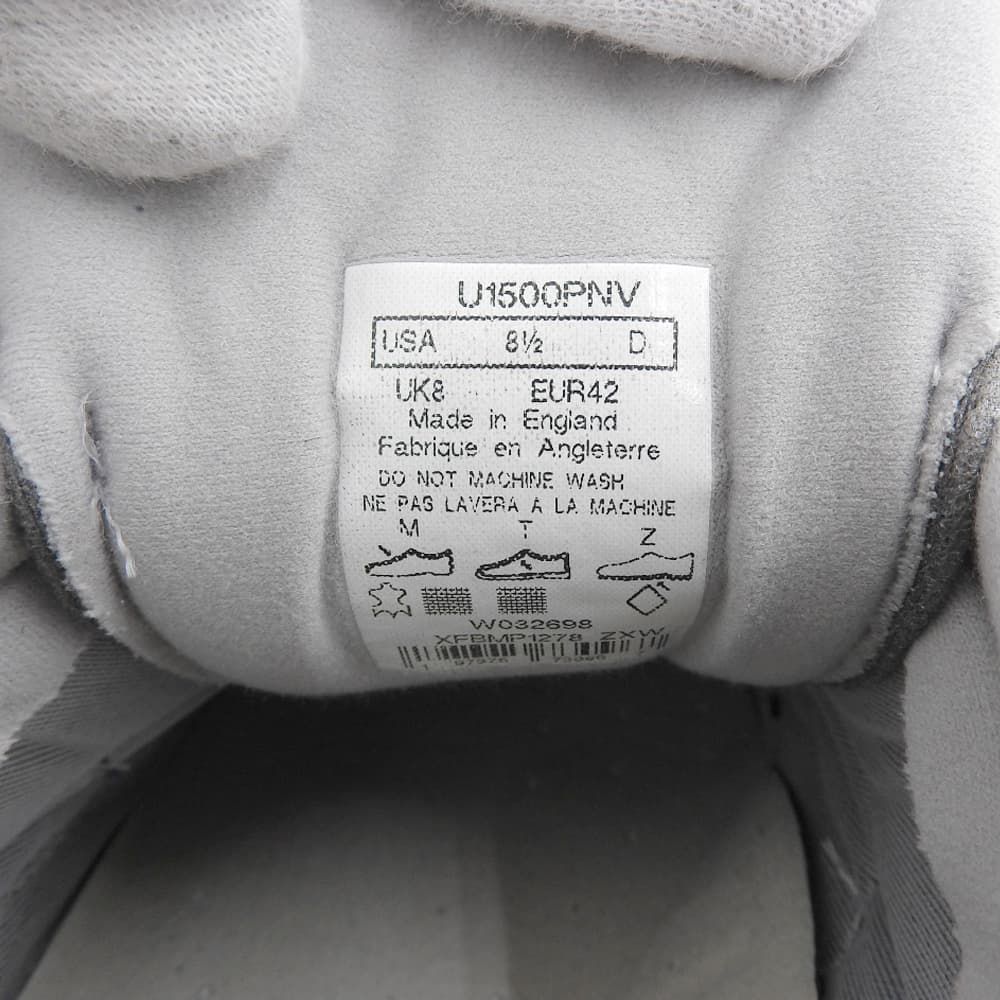 U1500PNV
USA 8½ D
UK8 EUR42
Made in England
Fabrique en Angleterre
DO NOT MACHINE WASH
NE PAS LAVERA A LA MACHINE
M T Z
W032698
XFBMP1278 ZXW